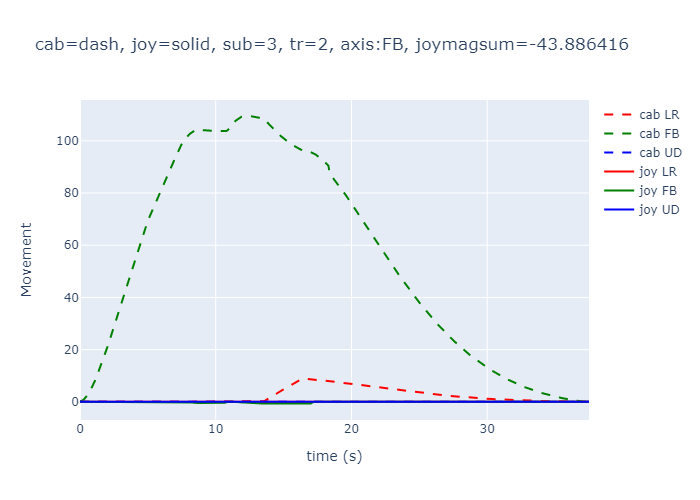 cab=dash, joy=solid, sub=3, tr=2, axis:FB, joymagsum=-43.886416
cab LR
cab FB
cab UD
joy LR
joy FB
joy UD
Movement
100
80
60
40
20
0
0 10 20 30
time (s)